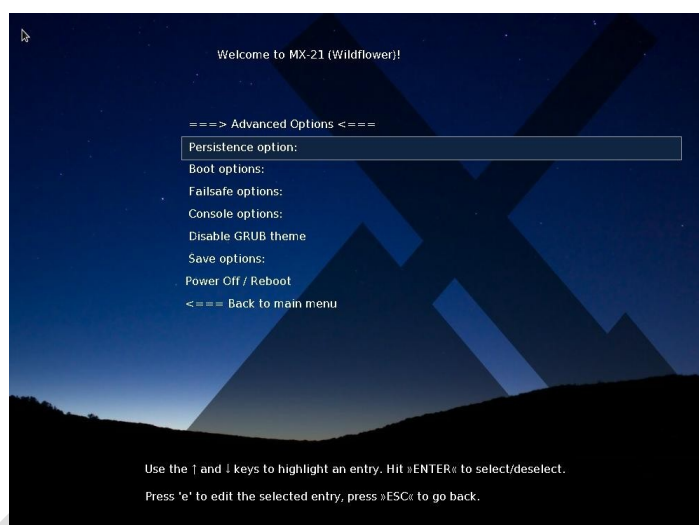 Welcome to MX-21 (Wildflower)!
===> Advanced Options <===
Persistence option:
Boot options:
Failsafe options:
Console options:
Disable GRUB theme
Save options:
Power Off / Reboot
<=== Back to main menu
Use the ↑ and ↓ keys to highlight an entry. Hit »ENTER« to select/deselect.
Press 'e' to edit the selected entry, press »ESC« to go back.